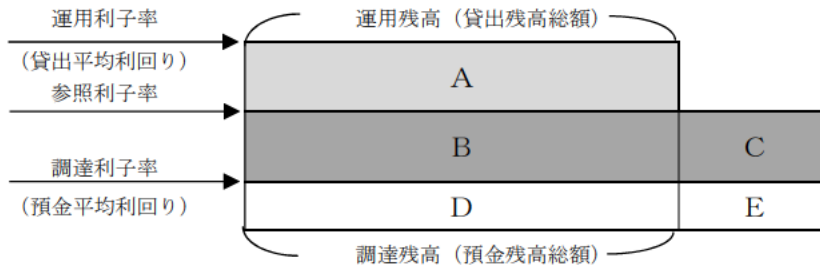 運用利子率
運用残高（貸出残高総額）
(貸出平均利回り)
A
参照利子率
B
C
調達利子率
(預金平均利回り)
D
E
調達残高（預金残高総額）